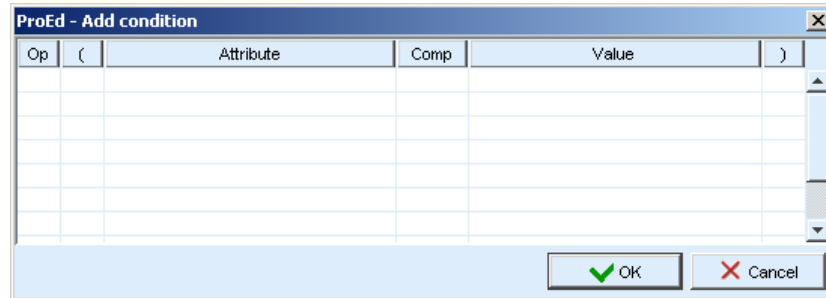 ProEd - Add condition
Op ( Attribute Comp Value )
OK Cancel